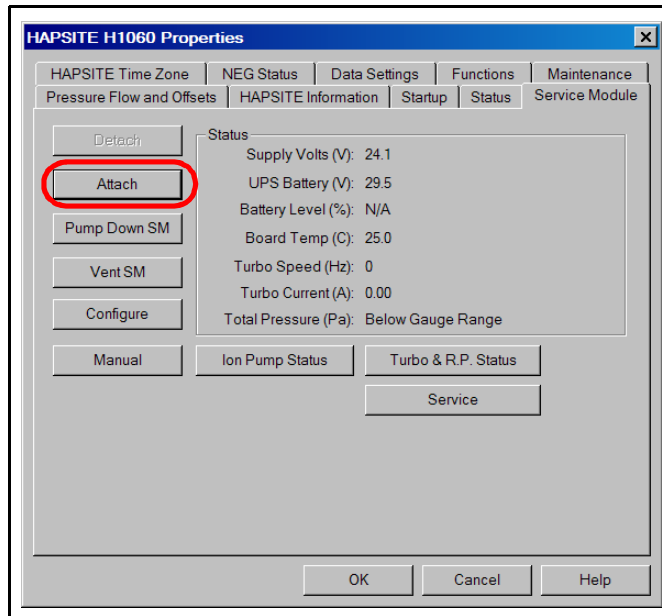 HAPSITE H1060 Properties
HAPSITE Time Zone NEG Status Data Settings Functions Maintenance
Pressure Flow and Offsets HAPSITE Information Startup Status Service Module
Detach
Attach
Pump Down SM
Vent SM
Configure
Manual
Status
Supply Volts (V): 24.1
UPS Battery (V): 29.5
Battery Level (%): N/A
Board Temp (C): 25.0
Turbo Speed (Hz): 0
Turbo Current (A): 0.00
Total Pressure (Pa): Below Gauge Range
Ion Pump Status Turbo & R.P. Status
Service
OK Cancel Help